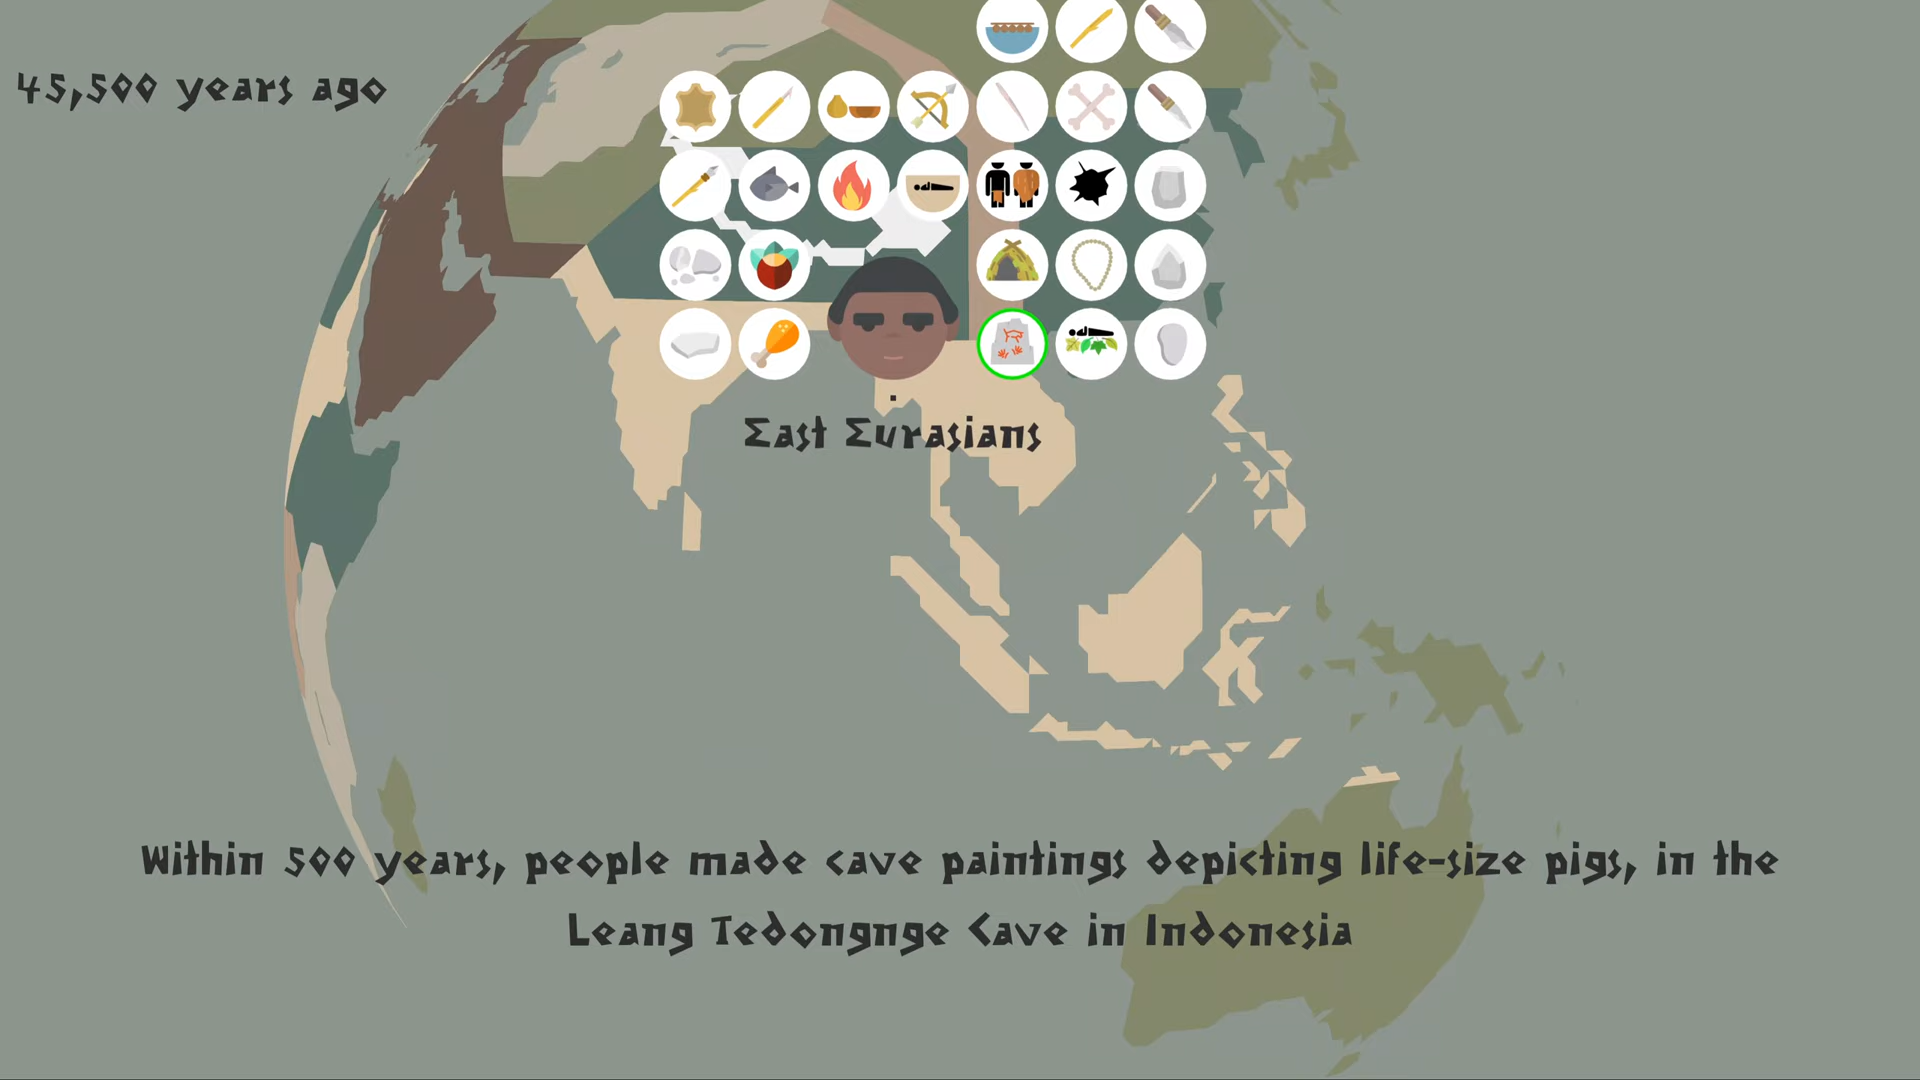 45,500 years ago
East Eurasians
Within 500 years, people made cave paintings depicting life-size pigs, in the
Leang Tedongnge Cave in Indonesia